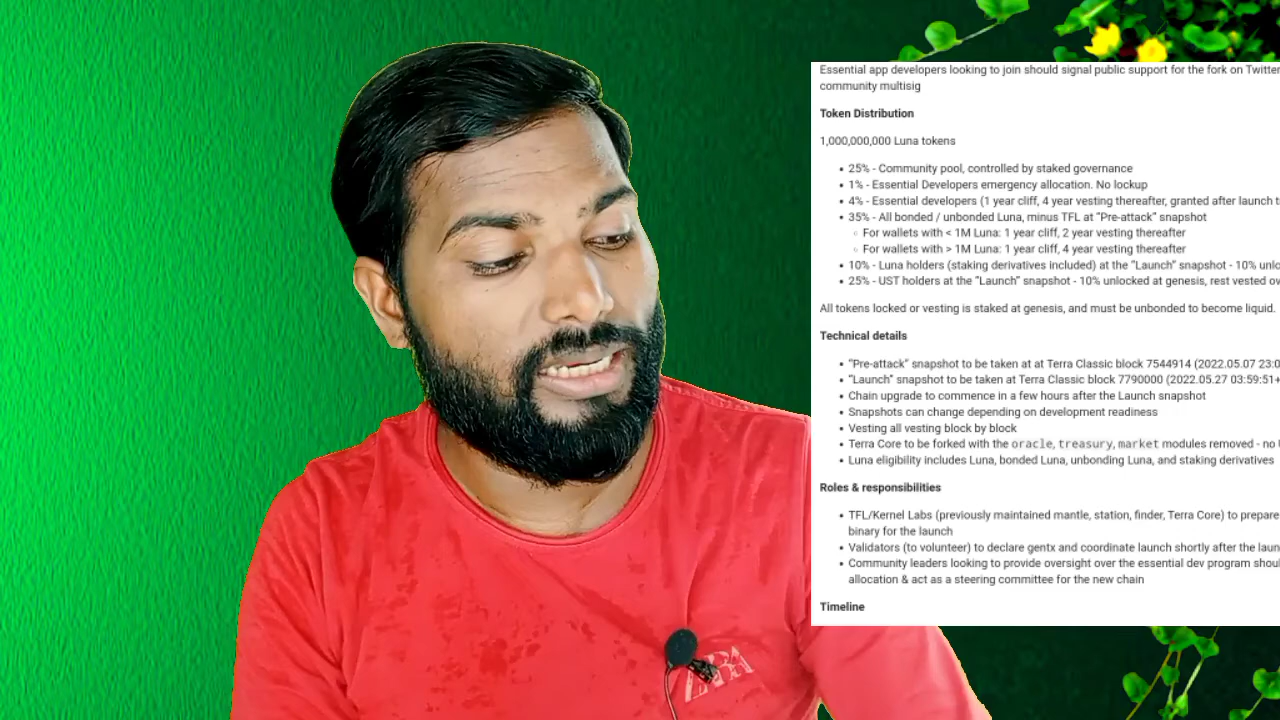 Essential app developers looking to join should signal public support for the fork on Twitter
community multisig
Token Distribution
1,000,000,000 Luna tokens
• 25% - Community pool, controlled by staked governance
• 1% - Essential Developers emergency allocation. No lockup
• 4% - Essential developers (1 year cliff, 4 year vesting thereafter, granted after launch
• 35% - All bonded / unbonded Luna, minus TFL at “Pre-attack” snapshot
◦ For wallets with < 1M Luna: 1 year cliff, 2 year vesting thereafter
◦ For wallets with > 1M Luna: 1 year cliff, 4 year vesting thereafter
• 10% - Luna holders (staking derivatives included) at the “Launch” snapshot - 10% unlo
• 25% - UST holders at the “Launch” snapshot - 10% unlocked at genesis, rest vested ov
All tokens locked or vesting is staked at genesis, and must be unbonded to become liquid.
Technical details
• “Pre-attack” snapshot to be taken at at Terra Classic block 7544914 (2022.05.07 23:0
• “Launch” snapshot to be taken at Terra Classic block 7790000 (2022.05.27 03:59:51+
• Chain upgrade to commence in a few hours after the Launch snapshot
• Snapshots can change depending on development readiness
• Vesting all vesting block by block
• Terra Core to be forked with the oracle, treasury, market modules removed - no
• Luna eligibility includes Luna, bonded Luna, unbonding Luna, and staking derivatives
Roles & responsibilities
• TFL/Kernel Labs (previously maintained mantle, station, finder, Terra Core) to prepare
binary for the launch
• Validators (to volunteer) to declare gentx and coordinate launch shortly after the laun
• Community leaders looking to provide oversight over the essential dev program shou
allocation & act as a steering committee for the new chain
Timeline
ZARA